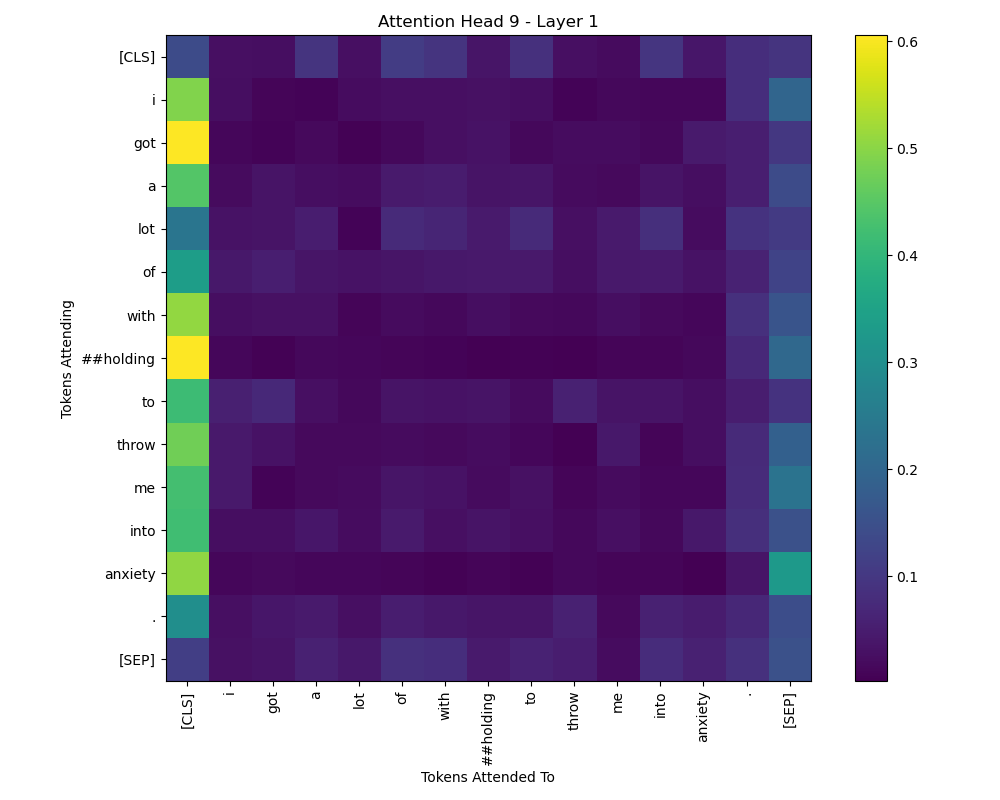 Attention Head 9 - Layer 1
[CLS]
i
got
a
lot
of
with
##holding
to
throw
me
into
anxiety
.
[SEP]
Tokens Attending
[CLS]
i
got
a
lot
of
with
##holding
to
throw
me
into
anxiety
.
[SEP]
Tokens Attended To
0.6
0.5
0.4
0.3
0.2
0.1